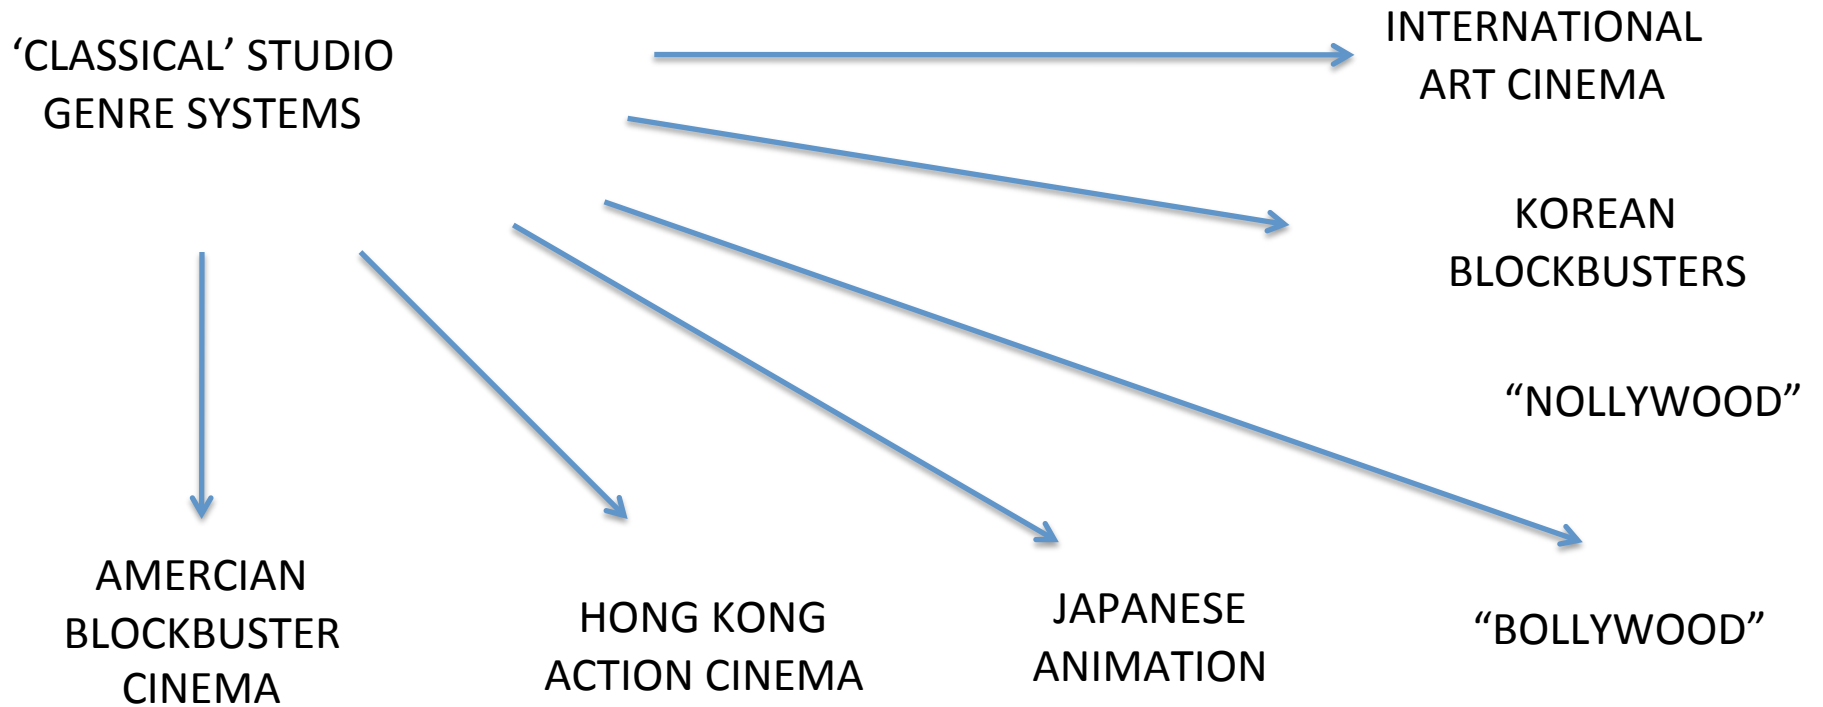 ‘CLASSICAL’ STUDIO
GENRE SYSTEMS
INTERNATIONAL
ART CINEMA
KOREAN
BLOCKBUSTERS
“NOLLYWOOD”
AMERCIAN
BLOCKBUSTER
CINEMA
HONG KONG
ACTION CINEMA
JAPANESE
ANIMATION
“BOLLYWOOD”